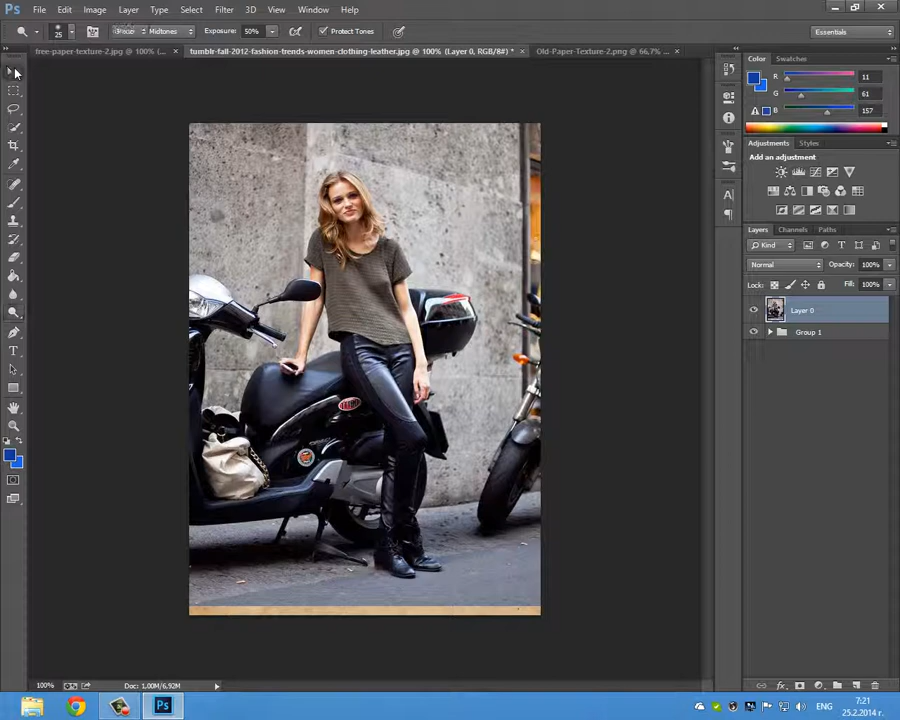 Ps File Edit Image Layer Type Select Filter 3D View Window Help
25 Range: Midtones Exposure: 50% Protect Tones Essentials
free-paper-texture-2.jpg @ 100% (... × tumblr-fall-2012-fashion-trends-women-clothing-leather.jpg @ 100% (Layer 0, RGB/8#) * × Old-Paper-Texture-2.png @ 66,7% ... ×
Color Swatches
R 11
G 61
B 157
Adjustments Styles
Add an adjustment
Layers Channels Paths
Kind
Normal Opacity: 100%
Lock: Fill: 100%
Layer 0
Group 1
100% Doc: 1,00M/6,92M
ENG 7:21
25.2.2014 г.